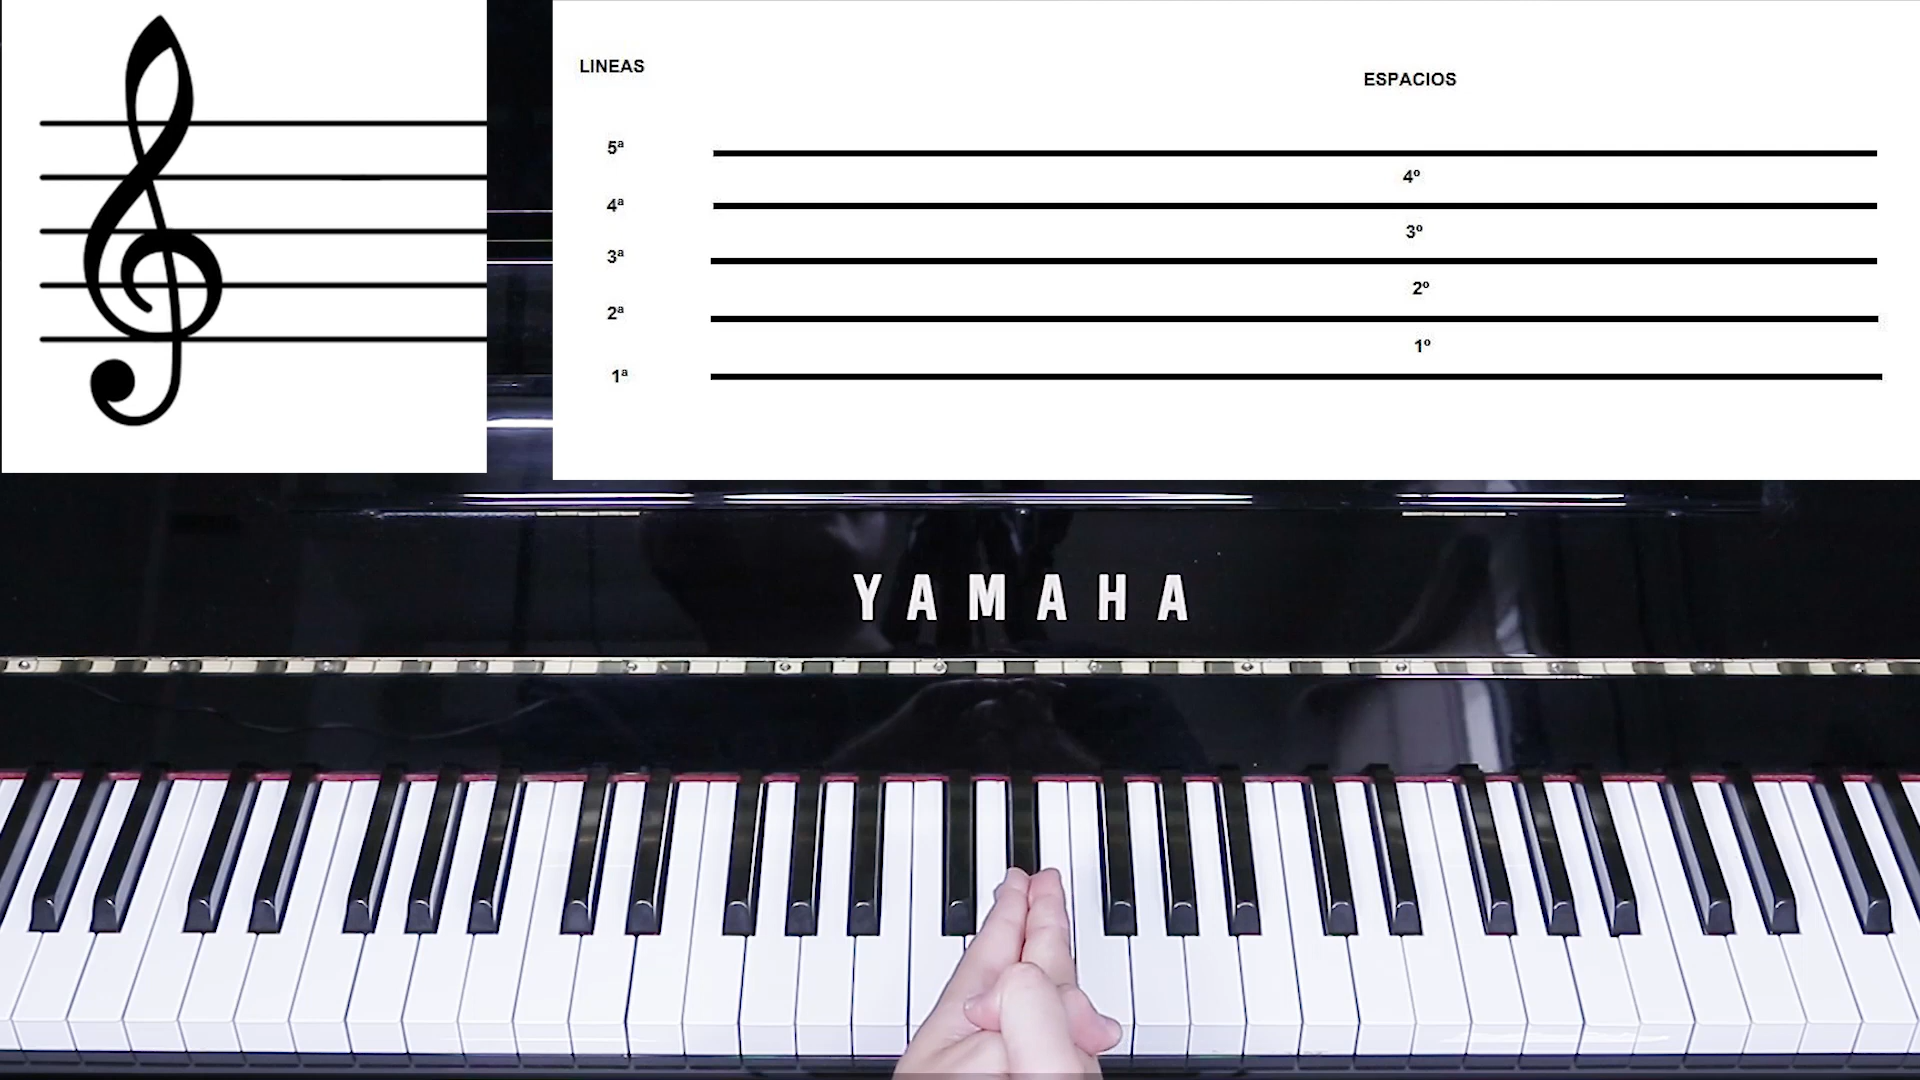 LINEAS
ESPACIOS
5ª
4º
4ª
3º
3ª
2º
2ª
1º
1ª
YAMAHA